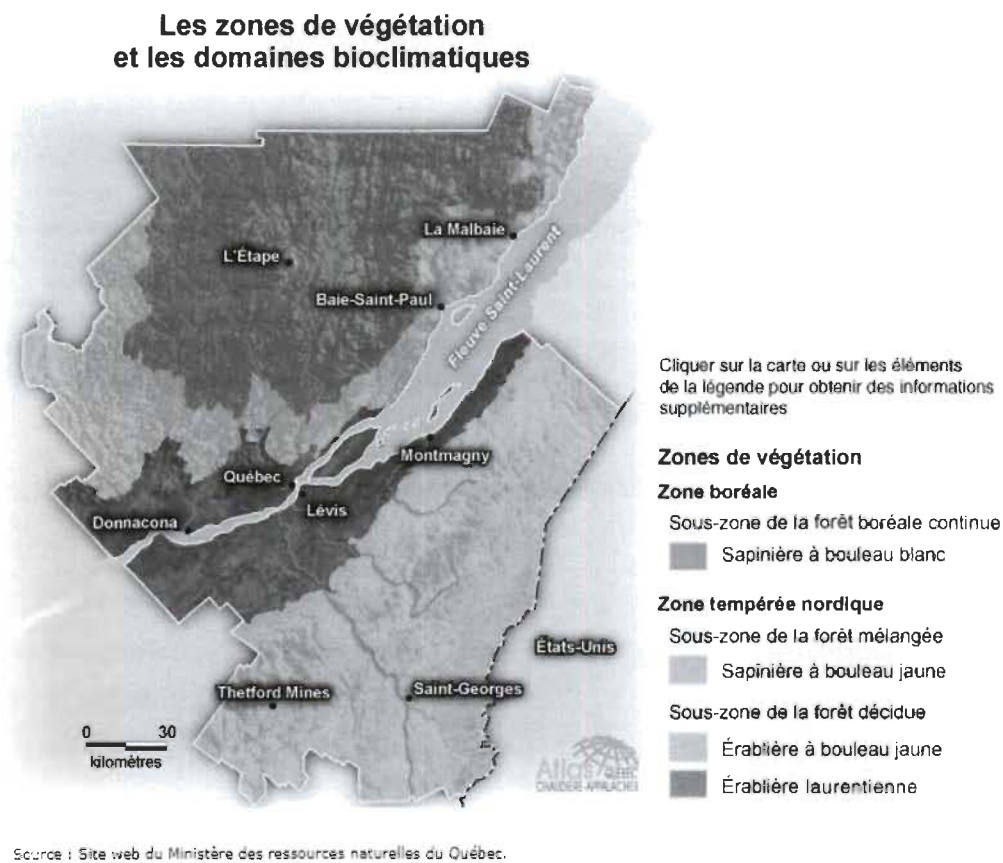 Les zones de végétation
et les domaines bioclimatiques
La Malbaie
L'Étape
Baie-Saint-Paul
Fleuve Saint-Laurent
Montmagny
Québec
Lévis
Donnacona
États-Unis
Thetford Mines
Saint-Georges
0 30
kilomètres
Atlas
CHAUDIÈRE-APPALACHES
Cliquer sur la carte ou sur les éléments
de la légende pour obtenir des informations
supplémentaires
Zones de végétation
Zone boréale
Sous-zone de la forêt boréale continue
Sapinière à bouleau blanc
Zone tempérée nordique
Sous-zone de la forêt mélangée
Sapinière à bouleau jaune
Sous-zone de la forêt décidue
Érablière à bouleau jaune
Érablière laurentienne
Source : Site web du Ministère des ressources naturelles du Québec.